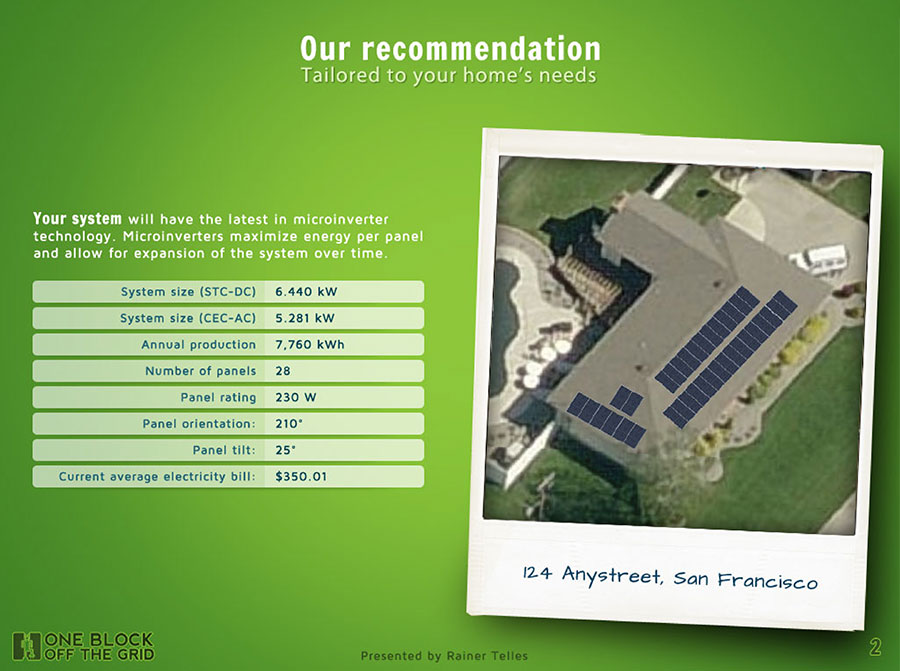 Our recommendation
Tailored to your home's needs
Your system will have the latest in microinverter
technology. Microinverters maximize energy per panel
and allow for expansion of the system over time.
System size (STC-DC) 6.440 kW
System size (CEC-AC) 5.281 kW
Annual production 7,760 kWh
Number of panels 28
Panel rating 230 W
Panel orientation: 210°
Panel tilt: 25°
Current average electricity bill: $350.01
124 Anystreet, San Francisco
ONE BLOCK
OFF THE GRID
Presented by Rainer Telles
2